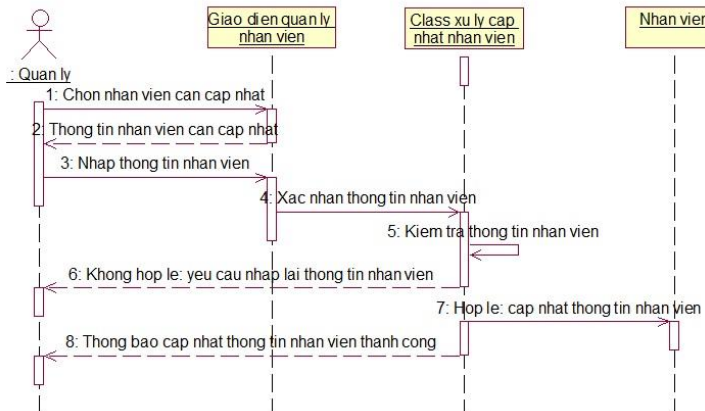 Giao dien quan ly
nhan vien
Class xu ly cap
nhat nhan vien
Nhan vien
: Quan ly
1: Chon nhan vien can cap nhat
2: Thong tin nhan vien can cap nhat
3: Nhap thong tin nhan vien
4: Xac nhan thong tin nhan vien
5: Kiem tra thong tin nhan vien
6: Khong hop le: yeu cau nhap lai thong tin nhan vien
7: Hop le: cap nhat thong tin nhan vien
8: Thong bao cap nhat thong tin nhan vien thanh cong